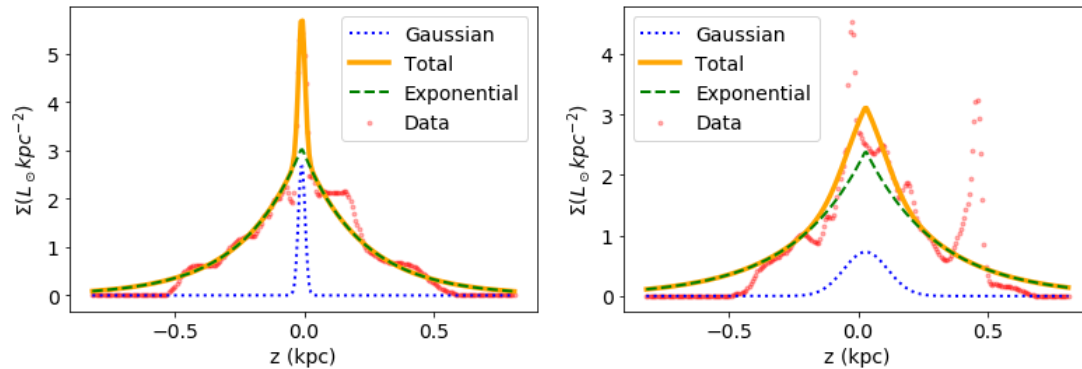 Σ(L⊙kpc⁻²)
5
4
3
2
1
0
Gaussian
Total
Exponential
Data
−0.5
0.0
0.5
z (kpc)
Σ(L⊙kpc⁻²)
4
3
2
1
0
Gaussian
Total
Exponential
Data
−0.5
0.0
0.5
z (kpc)